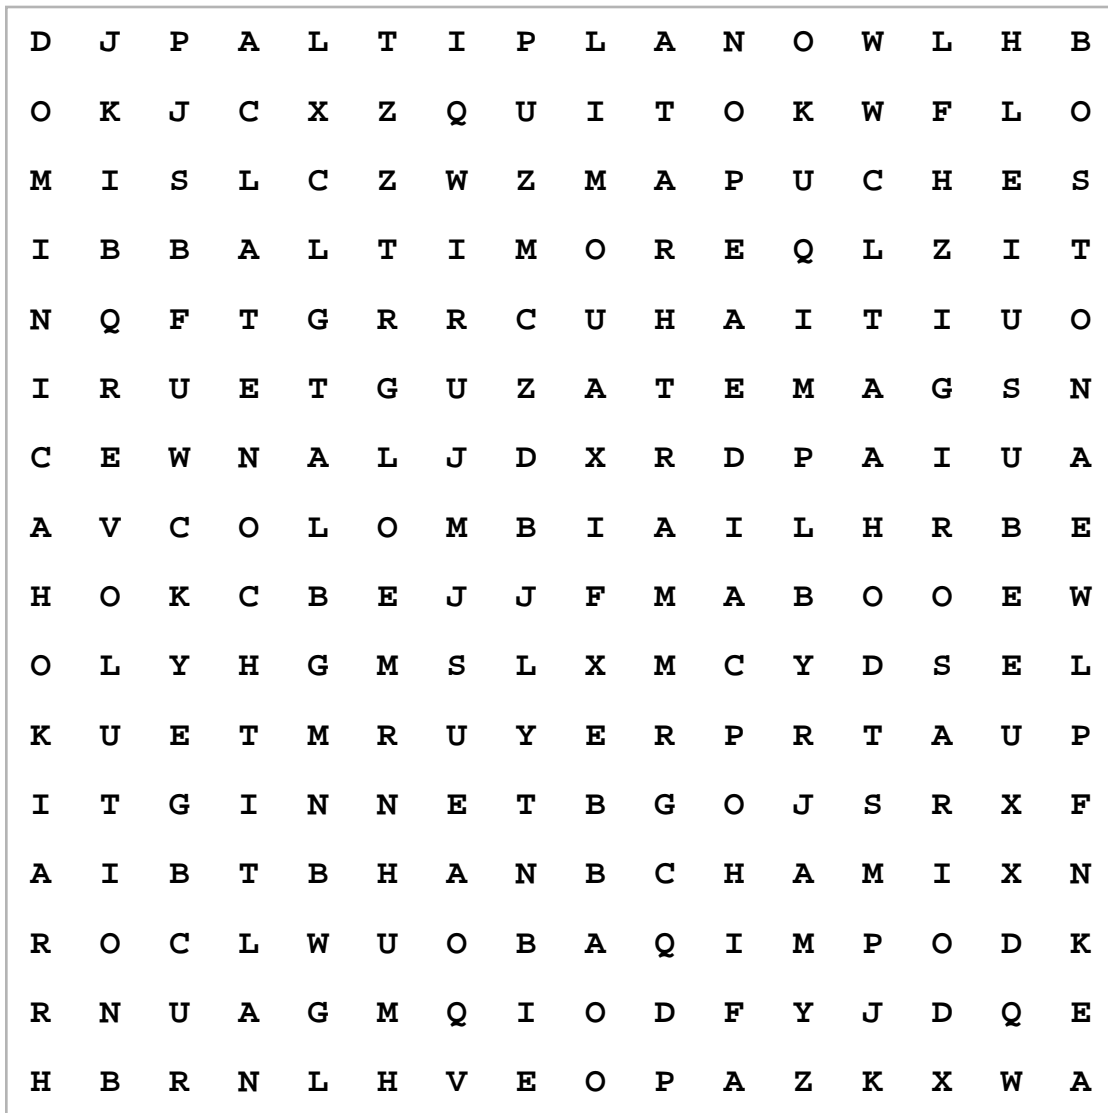 D J P A L T I P L A N O W L H B
O K J C X Z Q U I T O K W F L O
M I S L C Z W Z M A P U C H E S
I B B A L T I M O R E Q L Z I T
N Q F T G R R C U H A I T I U O
I R U E T G U Z A T E M A G S N
C E W N A L J D X R D P A I U A
A V C O L O M B I A I L H R B E
H O K C B E J J F M A B O O E W
O L Y H G M S L X M C Y D S E L
K U E T M R U Y E R P R T A U P
I T G I N N E T B G O J S R X F
A I B T B H A N B C H A M I X N
R O C L W U O B A Q I M P O D K
R N U A G M Q I O D F Y J D Q E
H B R N L H V E O P A Z K X W A